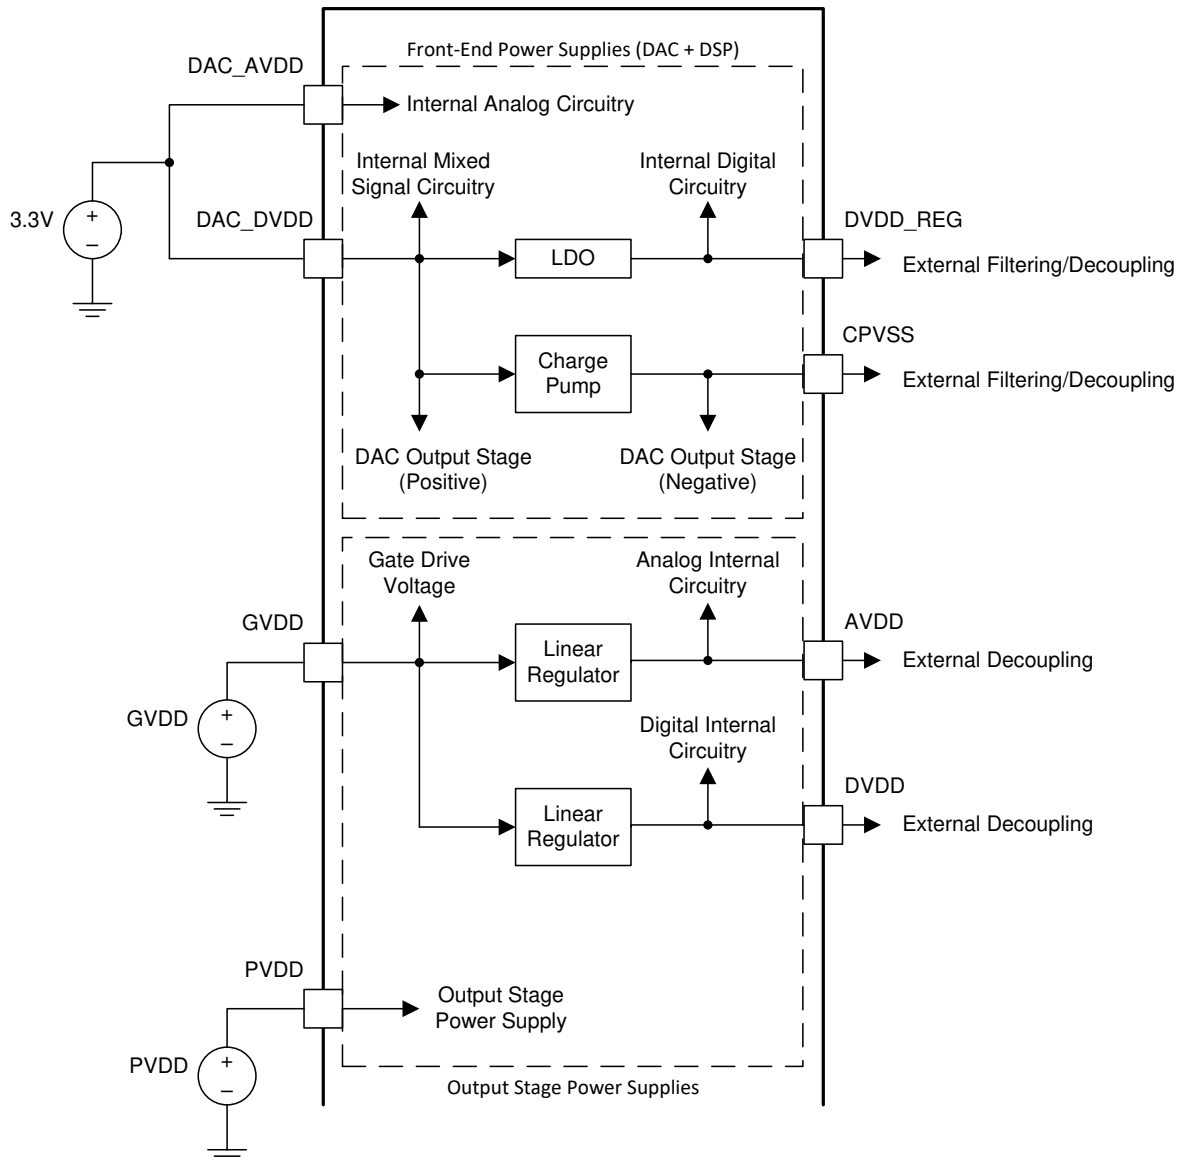 Front-End Power Supplies (DAC + DSP)
DAC_AVDD
Internal Analog Circuitry
Internal Mixed
Signal Circuitry
Internal Digital
Circuitry
3.3V
+
−
DAC_DVDD
LDO
DVDD_REG
External Filtering/Decoupling
Charge
Pump
CPVSS
External Filtering/Decoupling
DAC Output Stage
(Positive)
DAC Output Stage
(Negative)
Gate Drive
Voltage
Analog Internal
Circuitry
GVDD
Linear
Regulator
AVDD
External Decoupling
GVDD
+
−
Digital Internal
Circuitry
Linear
Regulator
DVDD
External Decoupling
PVDD
Output Stage
Power Supply
PVDD
+
−
Output Stage Power Supplies